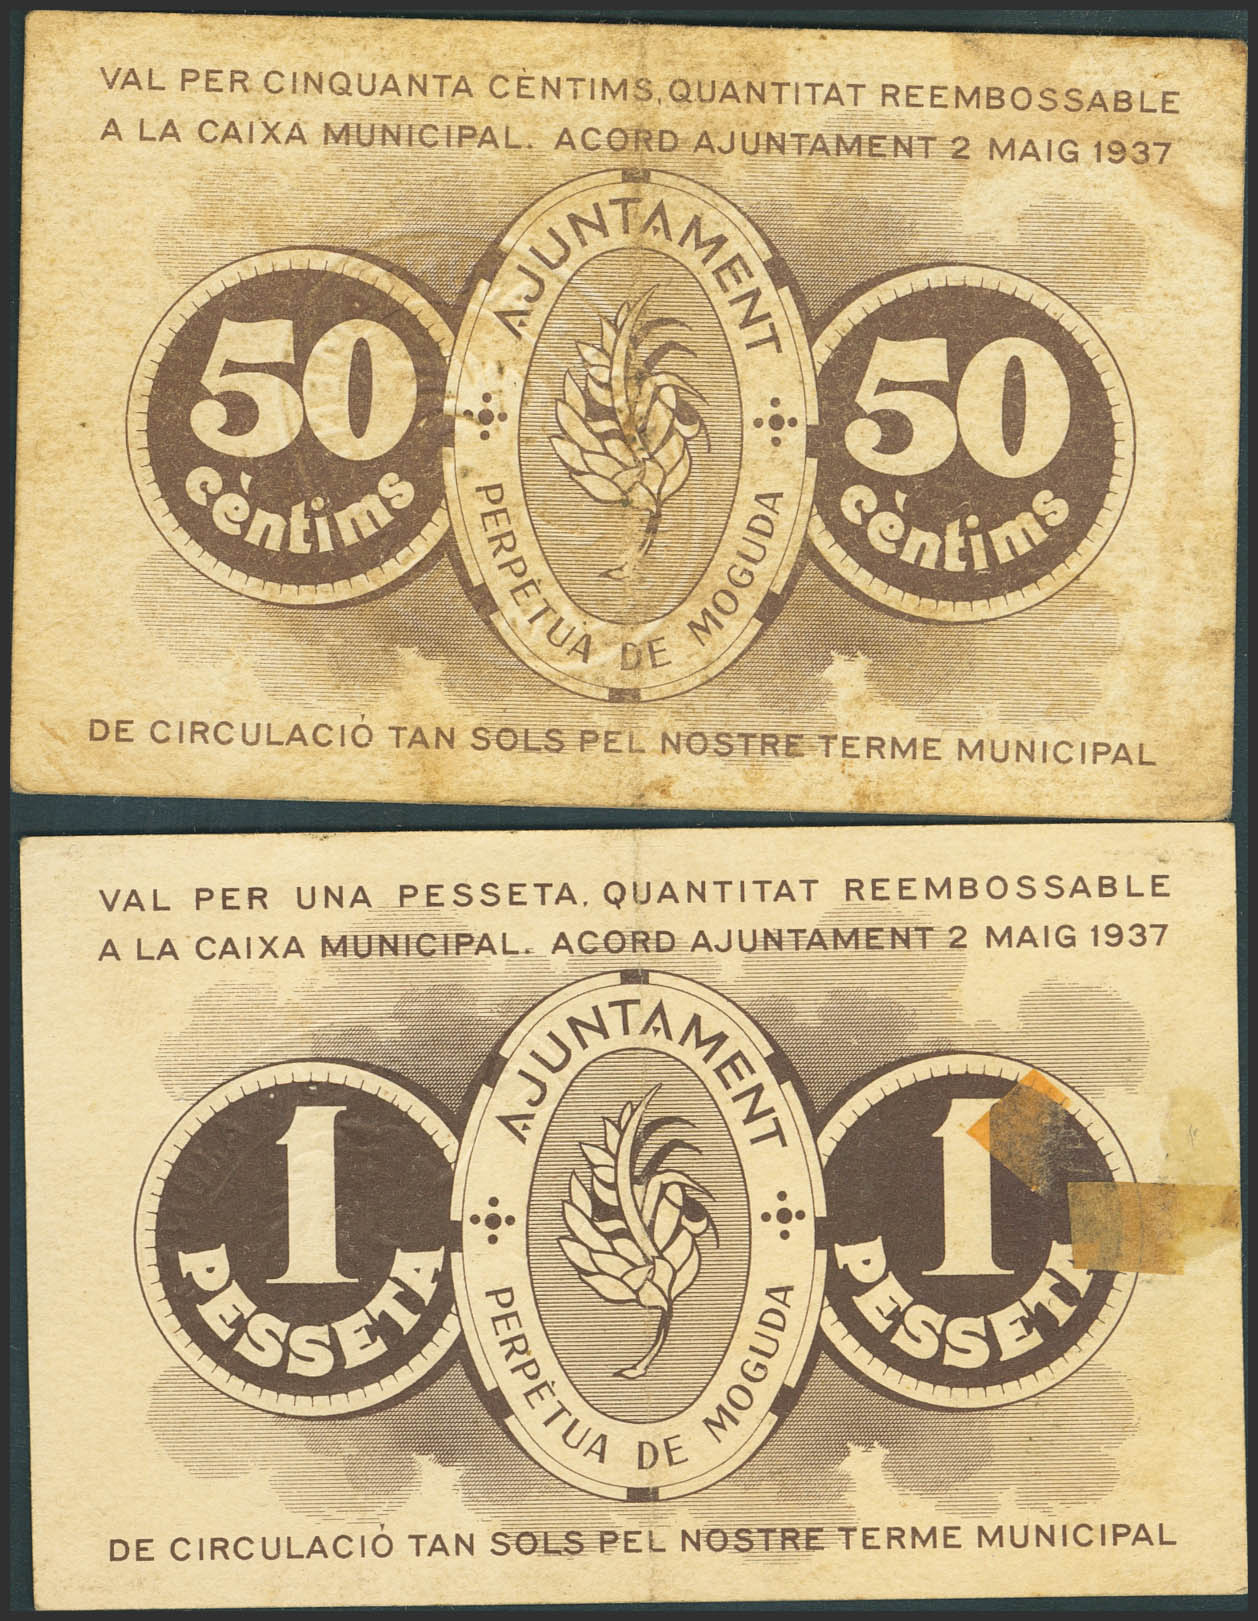 VAL PER CINQUANTA CÈNTIMS, QUANTITAT REEMBOSSABLE
A LA CAIXA MUNICIPAL. ACORD AJUNTAMENT 2 MAIG 1937
AJUNTAMENT
50
cèntims
50
cèntims
PERPÈTUA DE MOGUDA
DE CIRCULACIÓ TAN SOLS PEL NOSTRE TERME MUNICIPAL
VAL PER UNA PESSETA, QUANTITAT REEMBOSSABLE
A LA CAIXA MUNICIPAL. ACORD AJUNTAMENT 2 MAIG 1937
AJUNTAMENT
1
PESSETA
1
PESSETA
PERPÈTUA DE MOGUDA
DE CIRCULACIÓ TAN SOLS PEL NOSTRE TERME MUNICIPAL